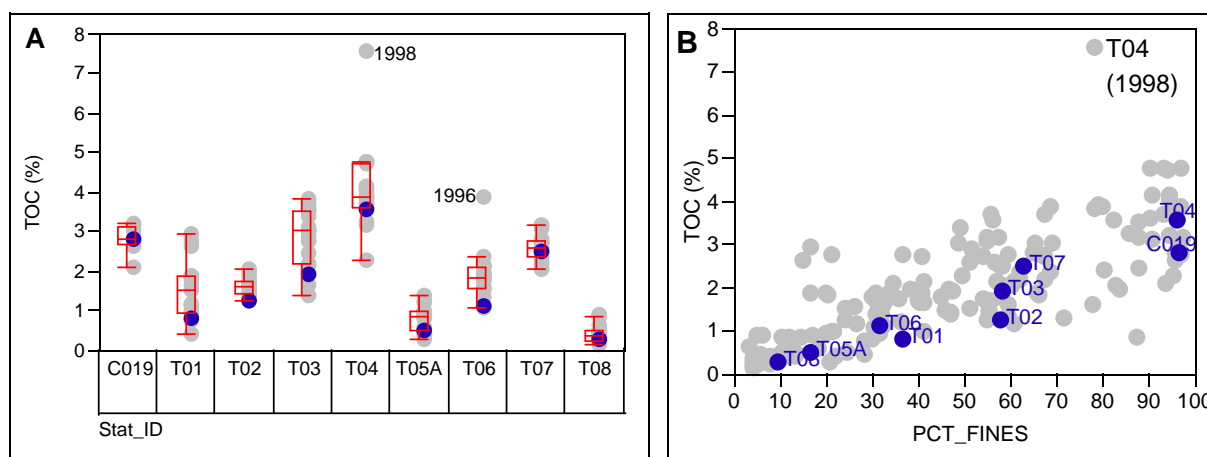 A
8
7
6
5
4
3
2
1
0
TOC (%)
1998
1996
C019 T01 T02 T03 T04 T05A T06 T07 T08
Stat_ID
B
8
7
6
5
4
3
2
1
0
TOC (%)
T04
(1998)
T04
C019
T07
T03
T02
T06
T01
T05A
T08
0 10 20 30 40 50 60 70 80 90 100
PCT_FINES